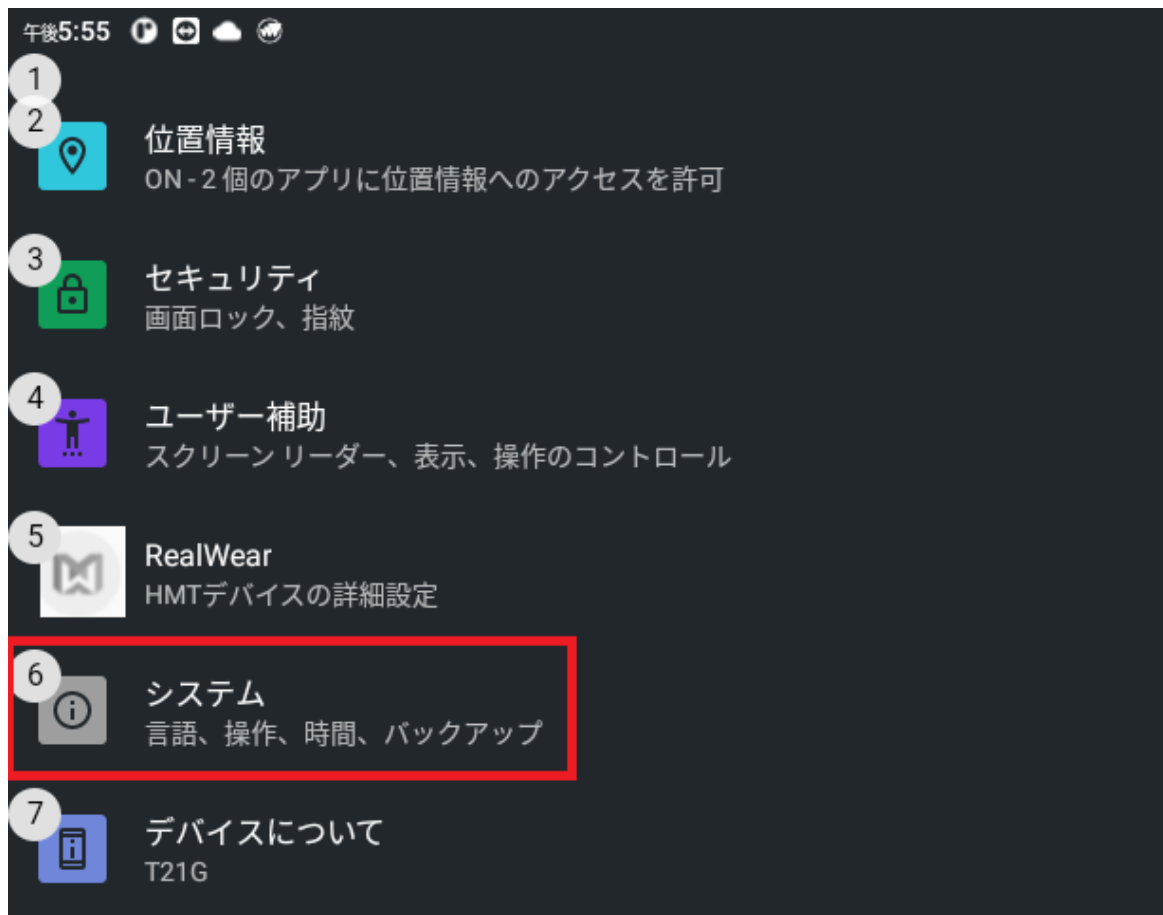 午後5:55
1
2
位置情報
ON - 2 個のアプリに位置情報へのアクセスを許可
3
セキュリティ
画面ロック、指紋
4
ユーザー補助
スクリーン リーダー、表示、操作のコントロール
5
RealWear
HMTデバイスの詳細設定
6
システム
言語、操作、時間、バックアップ
7
デバイスについて
T21G